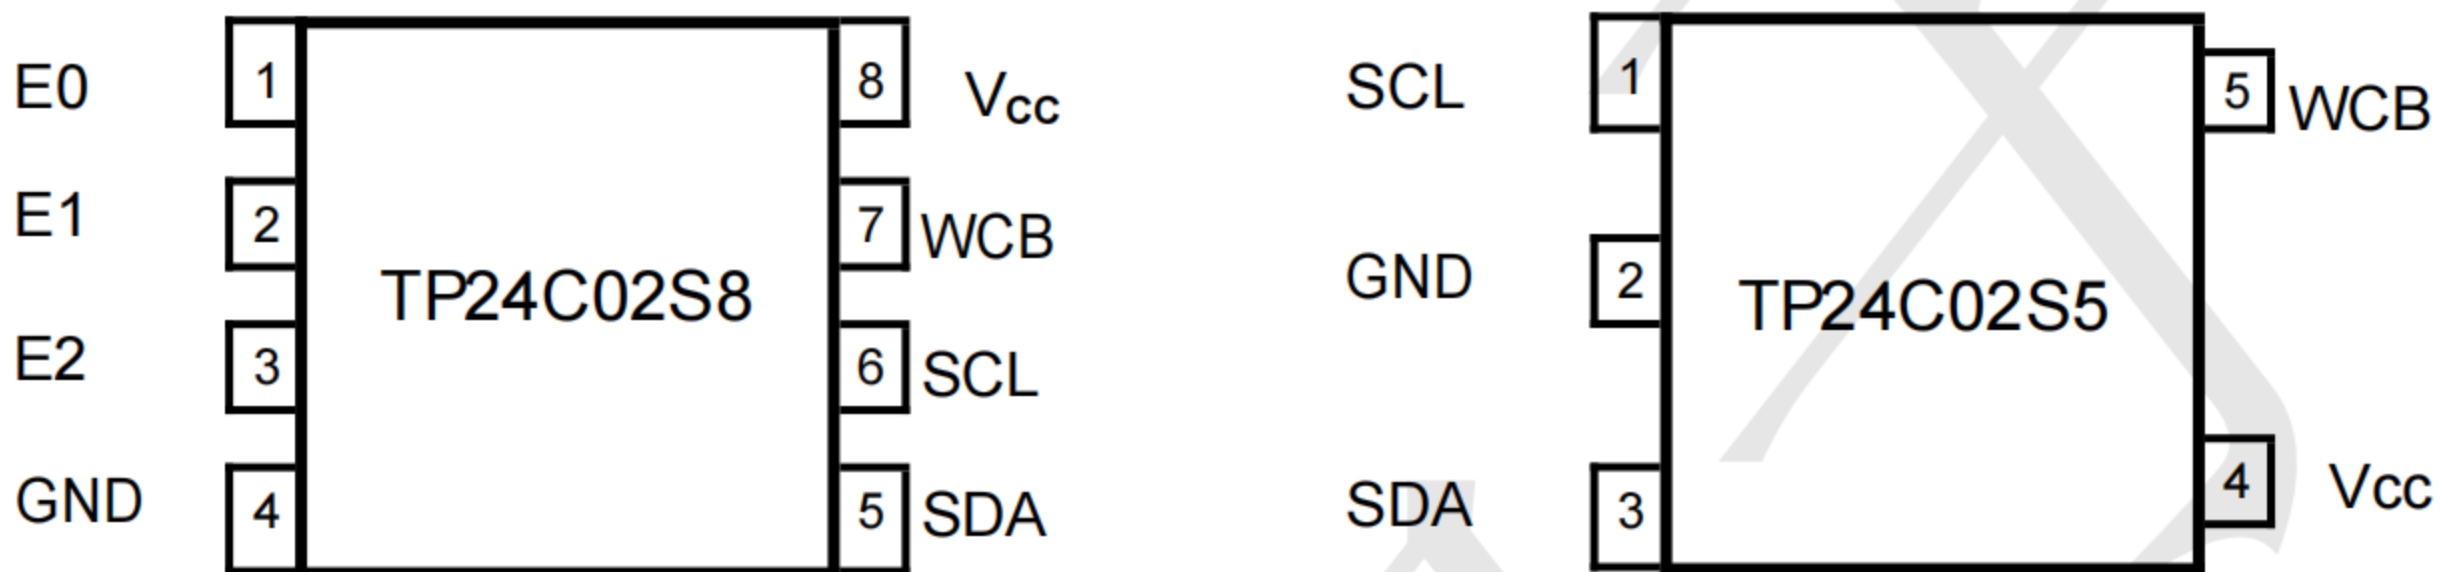 E0 1 8 Vcc
E1 2 7 WCB
TP24C02S8
E2 3 6 SCL
GND 4 5 SDA
SCL 1 5 WCB
GND 2
TP24C02S5
SDA 3 4 Vcc